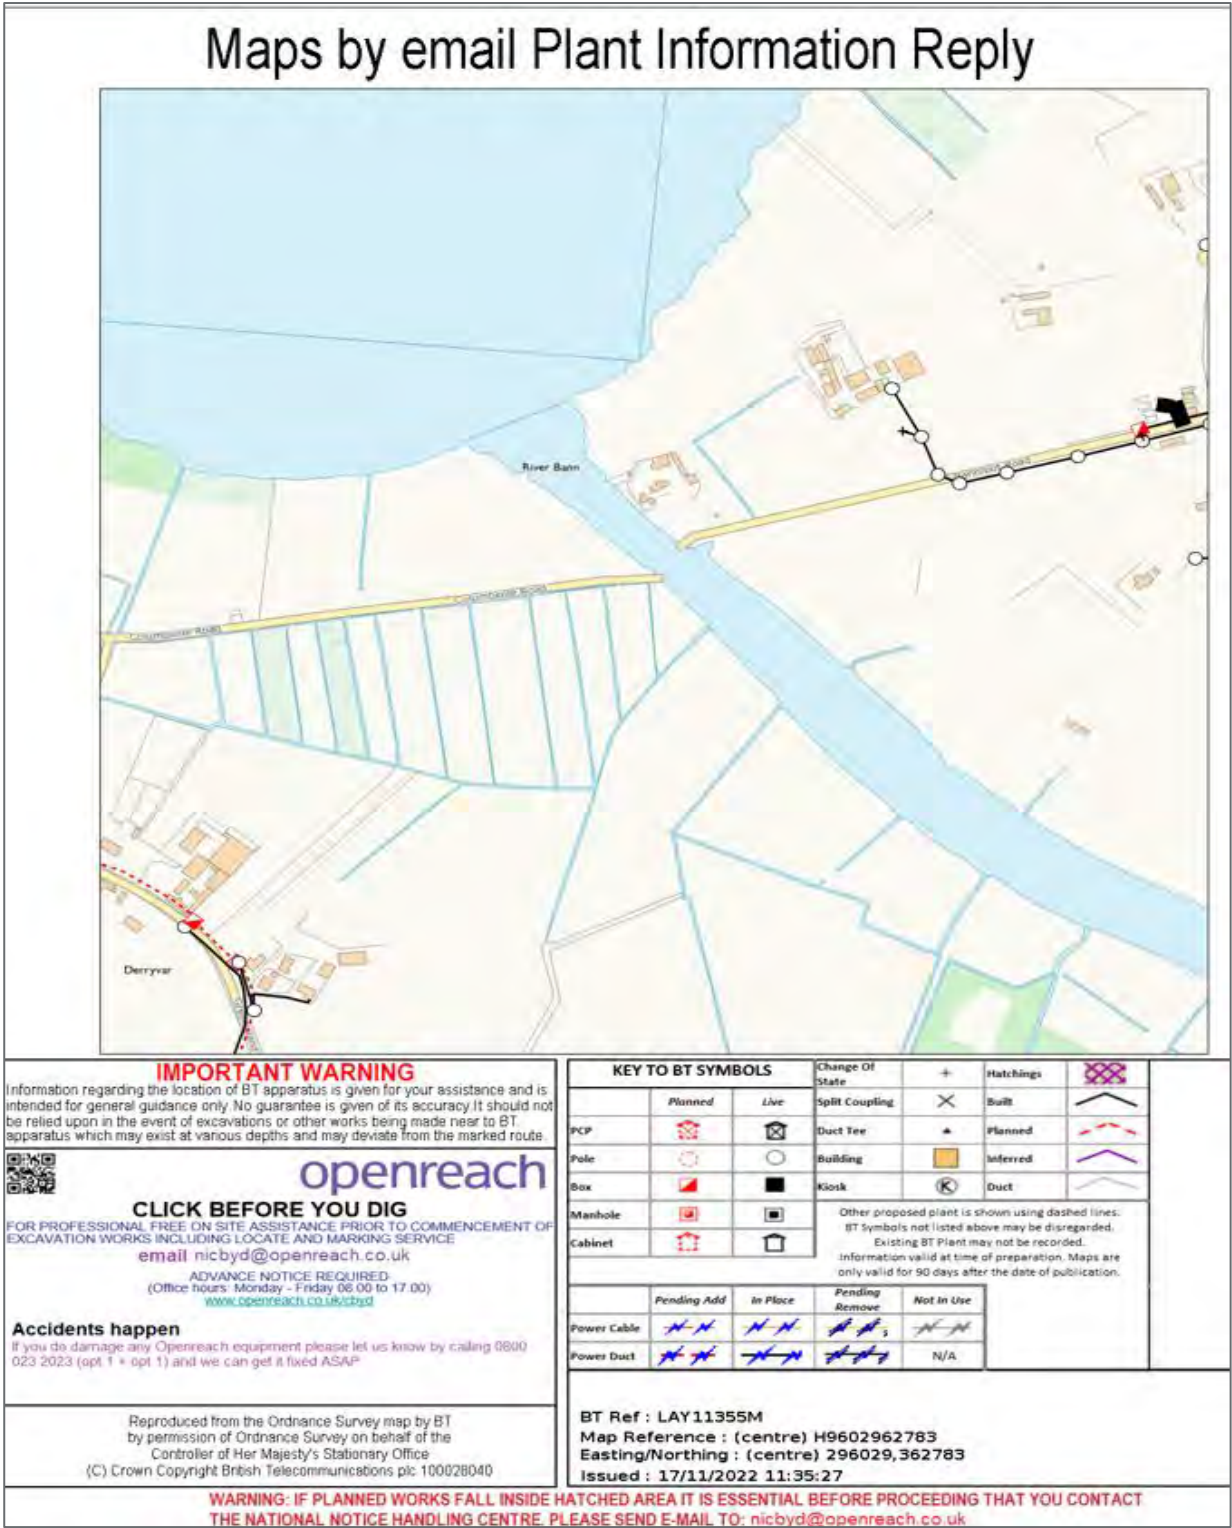 Maps by email Plant Information Reply
River Bann
Columbkille Road
Derryvar
IMPORTANT WARNING
Information regarding the location of BT apparatus is given for your assistance and is
intended for general guidance only. No guarantee is given of its accuracy. It should not
be relied upon in the event of excavations or other works being made near to BT
apparatus which may exist at various depths and may deviate from the marked route.
openreach
CLICK BEFORE YOU DIG
FOR PROFESSIONAL FREE ON SITE ASSISTANCE PRIOR TO COMMENCEMENT OF
EXCAVATION WORKS INCLUDING LOCATE AND MARKING SERVICE
email nicbyd@openreach.co.uk
ADVANCE NOTICE REQUIRED
(Office hours: Monday - Friday 08.00 to 17.00)
www.openreach.co.uk/cbyd
Accidents happen
If you do damage any Openreach equipment please let us know by calling 0800
023 2023 (opt 1 + opt 1) and we can get it fixed ASAP
Reproduced from the Ordnance Survey map by BT
by permission of Ordnance Survey on behalf of the
Controller of Her Majesty's Stationary Office
(C) Crown Copyright British Telecommunications plc 100028040
KEY TO BT SYMBOLS
Planned Live
PCP
Pole
Box
Manhole
Cabinet
Change Of
State
+
Hatchings
Split Coupling
Built
Duct Tee
Planned
Building
Inferred
Kiosk
K
Duct
Other proposed plant is shown using dashed lines.
BT Symbols not listed above may be disregarded.
Existing BT Plant may not be recorded.
Information valid at time of preparation. Maps are
only valid for 90 days after the date of publication.
Pending Add In Place Pending
Remove Not In Use
Power Cable
Power Duct N/A
BT Ref : LAY11355M
Map Reference : (centre) H9602962783
Easting/Northing : (centre) 296029,362783
Issued : 17/11/2022 11:35:27
WARNING: IF PLANNED WORKS FALL INSIDE HATCHED AREA IT IS ESSENTIAL BEFORE PROCEEDING THAT YOU CONTACT
THE NATIONAL NOTICE HANDLING CENTRE. PLEASE SEND E-MAIL TO: nicbyd@openreach.co.uk